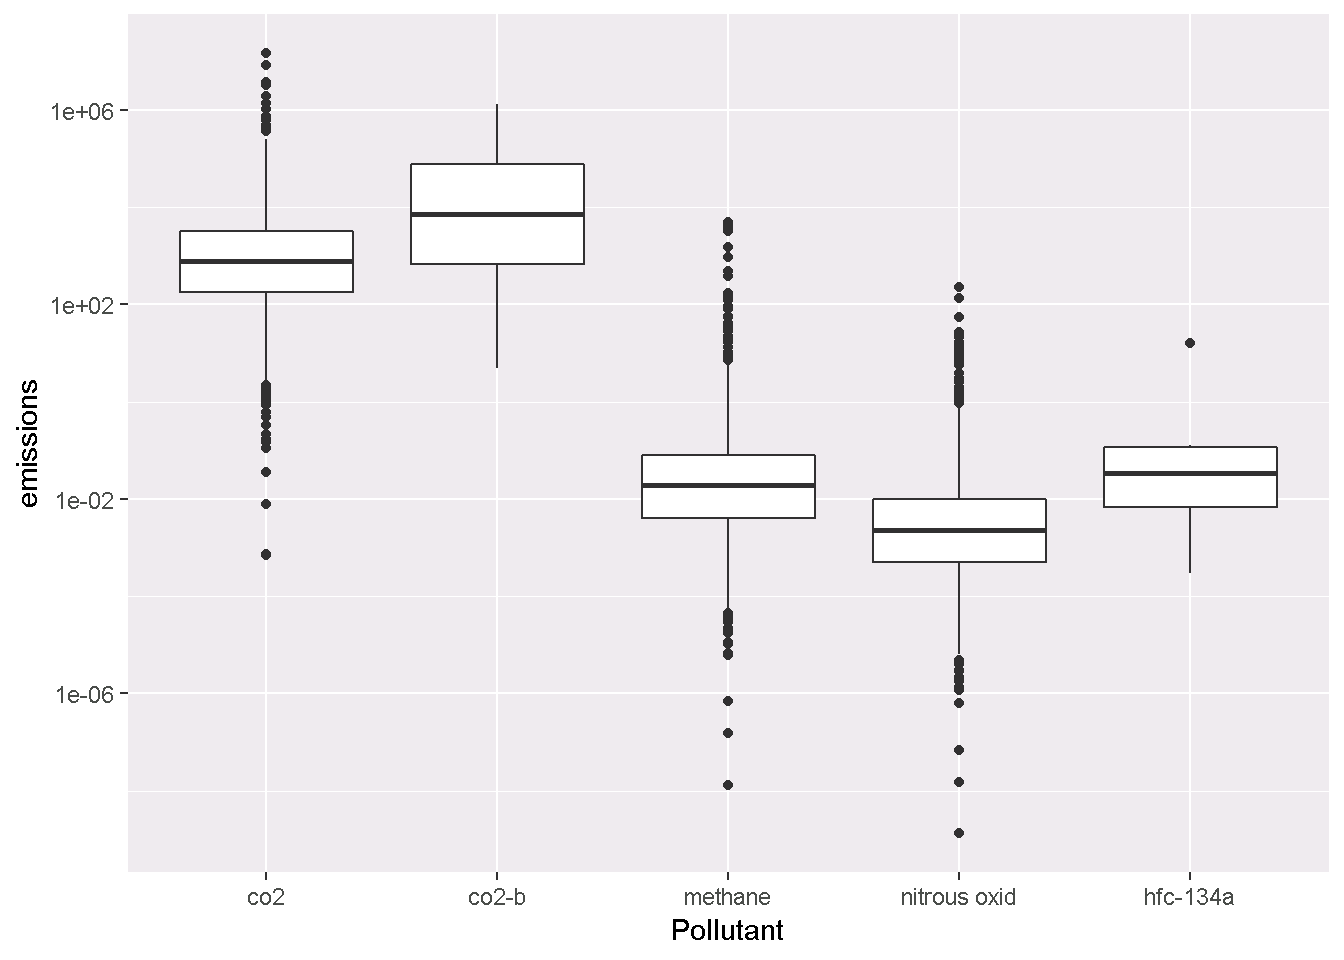 1e+06
1e+02
1e-02
1e-06
emissions
co2
co2-b
methane
nitrous oxid
hfc-134a
Pollutant